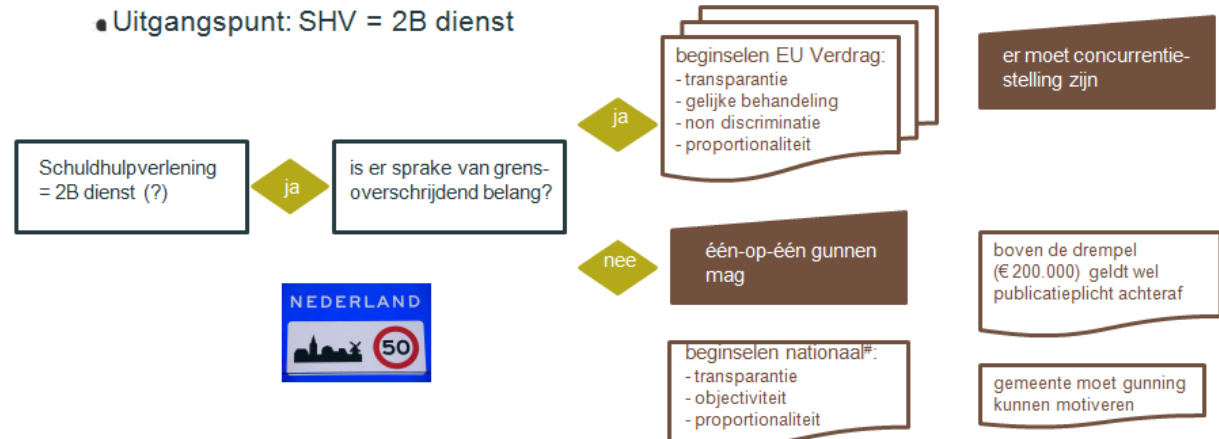 Uitgangspunt: SHV = 2B dienst
Schuldhulpverlening
= 2B dienst (?)
ja
is er sprake van grens-
overschrijdend belang?
ja
beginselen EU Verdrag:
- transparantie
- gelijke behandeling
- non discriminatie
- proportionaliteit
er moet concurrentie-
stelling zijn
nee
één-op-één gunnen
mag
boven de drempel
(€ 200.000) geldt wel
publicatieplicht achteraf
beginselen nationaal#:
- transparantie
- objectiviteit
- proportionaliteit
gemeente moet gunning
kunnen motiveren
NEDERLAND
50